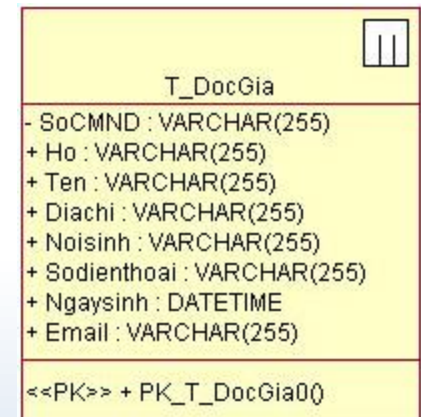 T_DocGia
- SoCMND : VARCHAR(255)
+ Ho : VARCHAR(255)
+ Ten : VARCHAR(255)
+ Diachi : VARCHAR(255)
+ Noisinh : VARCHAR(255)
+ Sodienthoai : VARCHAR(255)
+ Ngaysinh : DATETIME
+ Email : VARCHAR(255)
<<PK>> + PK_T_DocGia0()